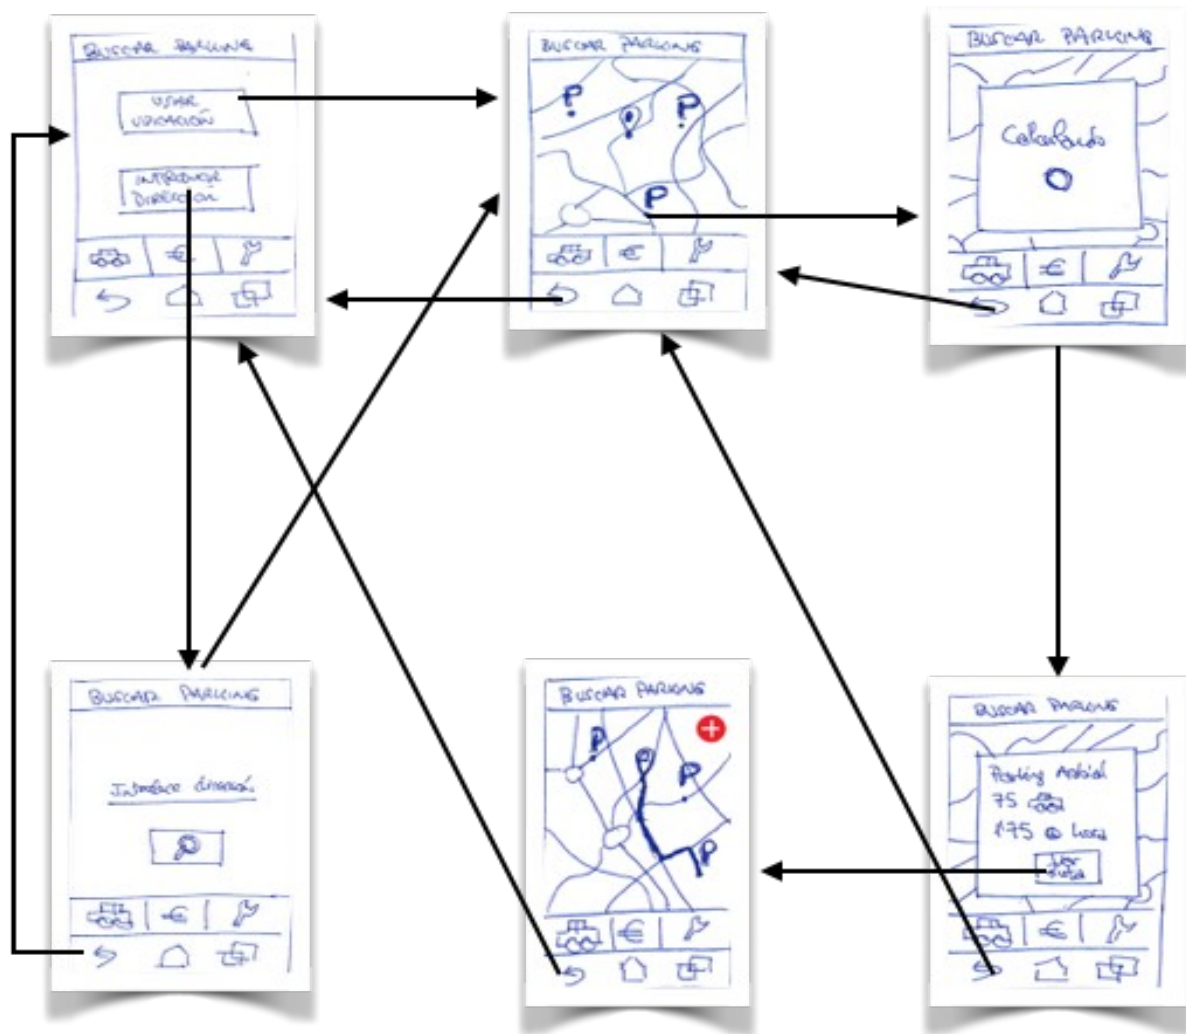 BUSCAR PARKING
USAR
UBICACIÓN
INTRODUCIR
DIRECCIÓN
€
BUSCAR PARKING
P
P
P
€
BUSCAR PARKING
Calculando
€
BUSCAR PARKING
Introduce dirección
€
BUSCAR PARKING
P
P
P
€
BUSCAR PARKING
Parking
75
1'75 hora
Ver
ruta
€